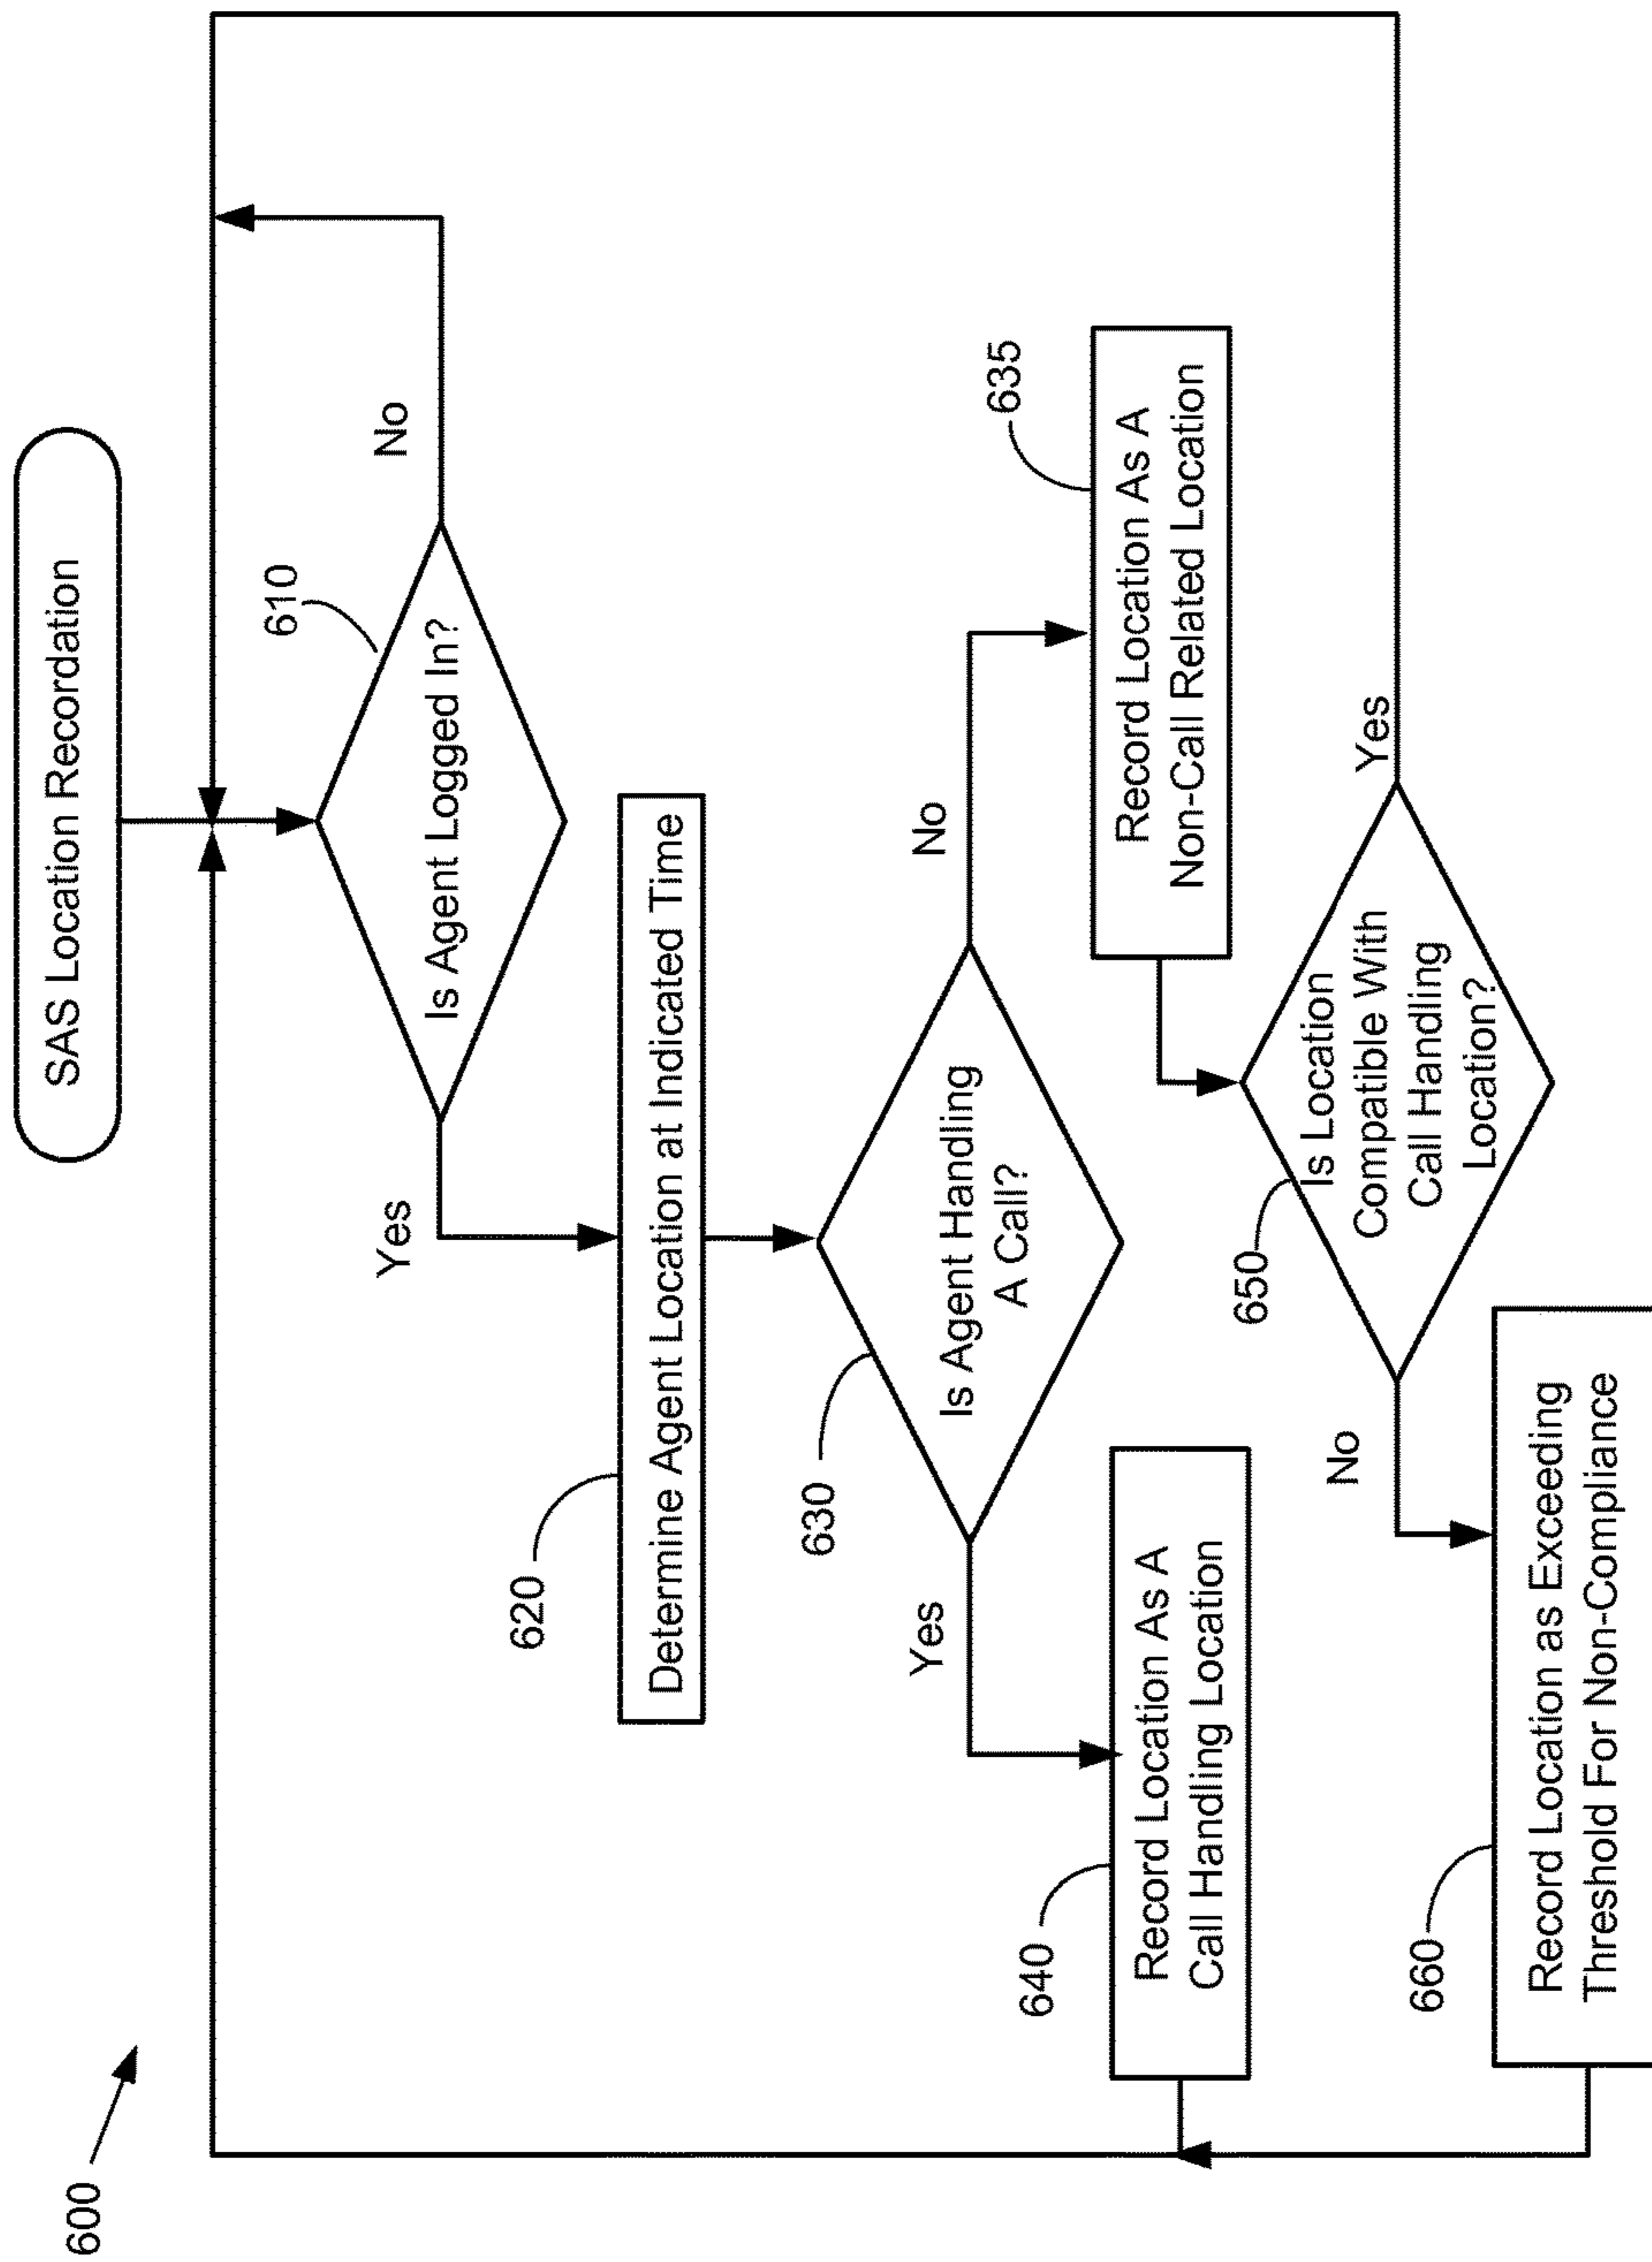 600
SAS Location Recordation
610
Is Agent Logged In?
No
Yes
620
Determine Agent Location at Indicated Time
630
Is Agent Handling
A Call?
No
Yes
635
Record Location As A
Non-Call Related Location
640
Record Location As A
Call Handling Location
650
Is Location
Compatible With
Call Handling
Location?
Yes
No
660
Record Location as Exceeding
Threshold For Non-Compliance